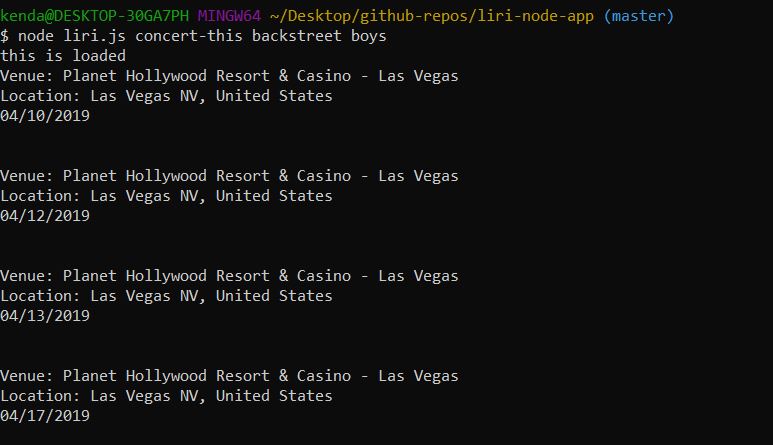 kenda@DESKTOP-30GA7PH MINGW64 ~/Desktop/github-repos/liri-node-app (master)
$ node liri.js concert-this backstreet boys
this is loaded
Venue: Planet Hollywood Resort & Casino - Las Vegas
Location: Las Vegas NV, United States
04/10/2019
Venue: Planet Hollywood Resort & Casino - Las Vegas
Location: Las Vegas NV, United States
04/12/2019
Venue: Planet Hollywood Resort & Casino - Las Vegas
Location: Las Vegas NV, United States
04/13/2019
Venue: Planet Hollywood Resort & Casino - Las Vegas
Location: Las Vegas NV, United States
04/17/2019